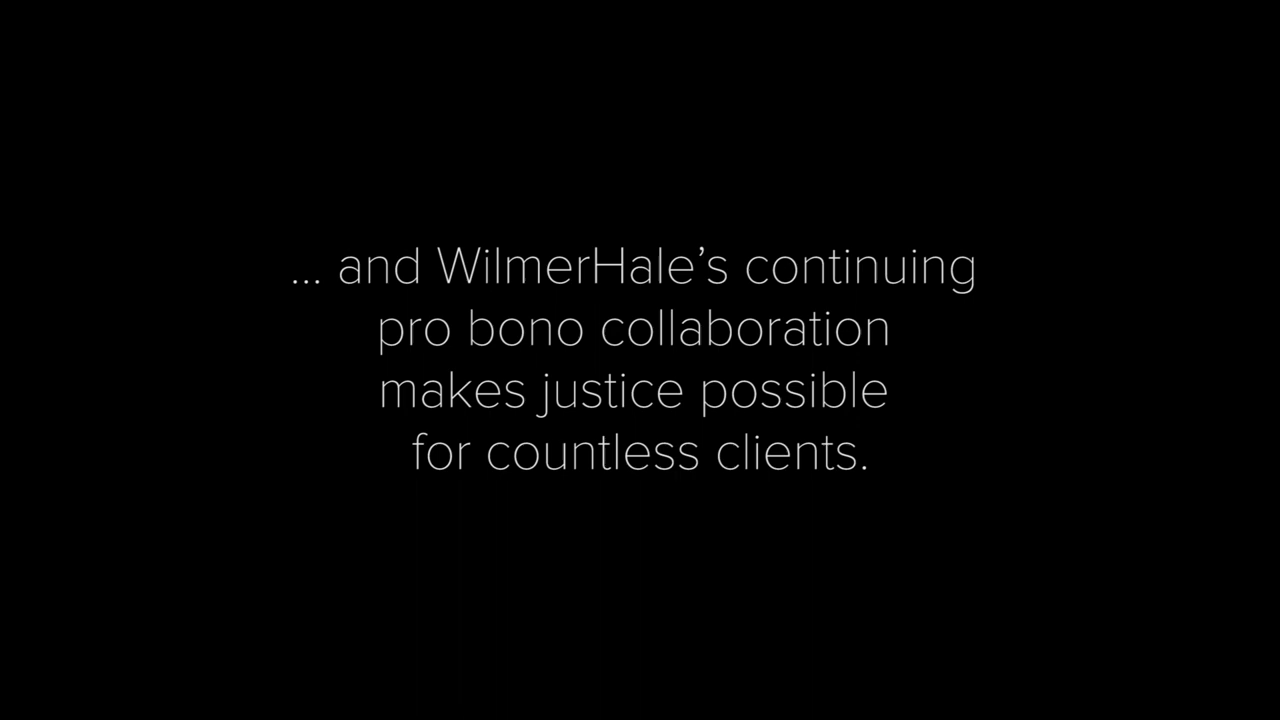 ... and WilmerHale’s continuing
pro bono collaboration
makes justice possible
for countless clients.